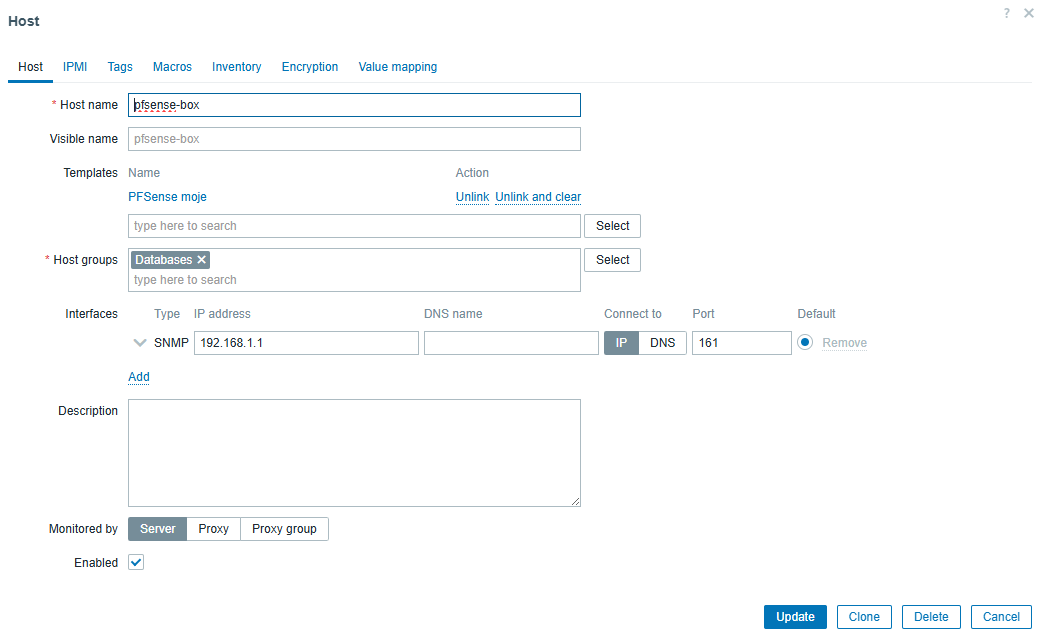 Host
? ×
Host IPMI Tags Macros Inventory Encryption Value mapping
* Host name pfsense-box
Visible name pfsense-box
Templates Name Action
PFSense moje Unlink Unlink and clear
type here to search Select
* Host groups Databases × Select
type here to search
Interfaces Type IP address DNS name Connect to Port Default
SNMP 192.168.1.1 IP DNS 161 Remove
Add
Description
Monitored by Server Proxy Proxy group
Enabled
Update Clone Delete Cancel